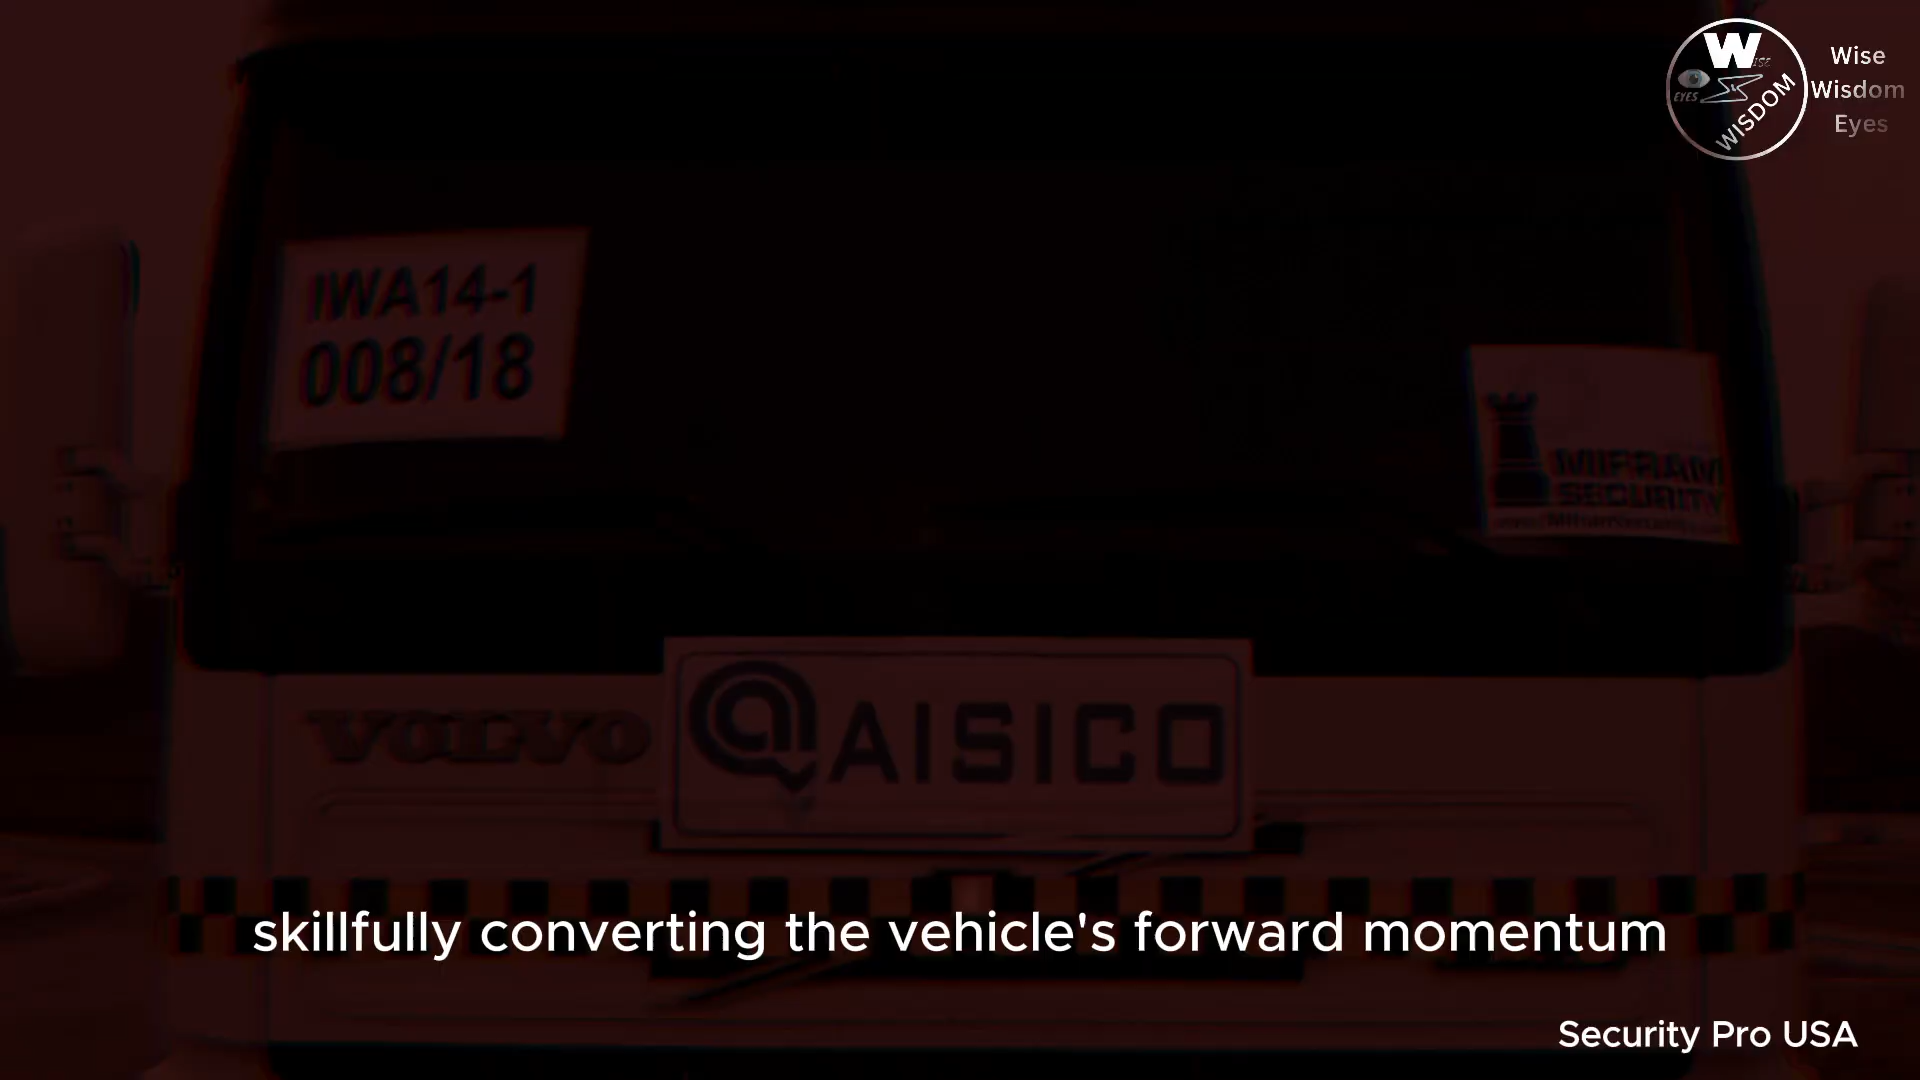 W
ISE
EYES
WISDOM
Wise
Wisdom
Eyes
IWA14-1
008/18
MIFRAM
SECURITY
VOLVO
AISICO
skillfully converting the vehicle's forward momentum
Security Pro USA